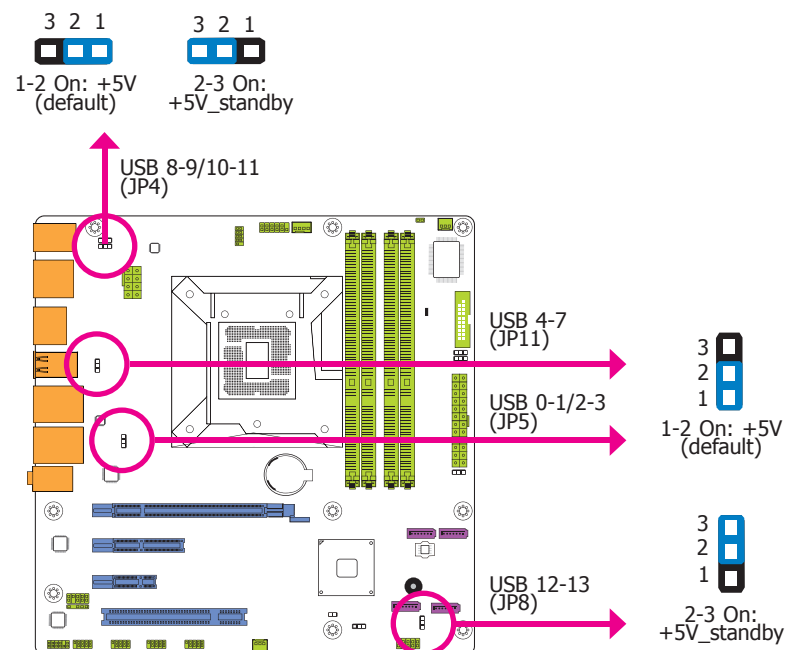 3 2 1
3 2 1
1-2 On: +5V
(default)
2-3 On:
+5V_standby
USB 8-9/10-11
(JP4)
USB 4-7
(JP11)
3
2
1
USB 0-1/2-3
(JP5)
1-2 On: +5V
(default)
3
2
1
USB 12-13
(JP8)
2-3 On:
+5V_standby